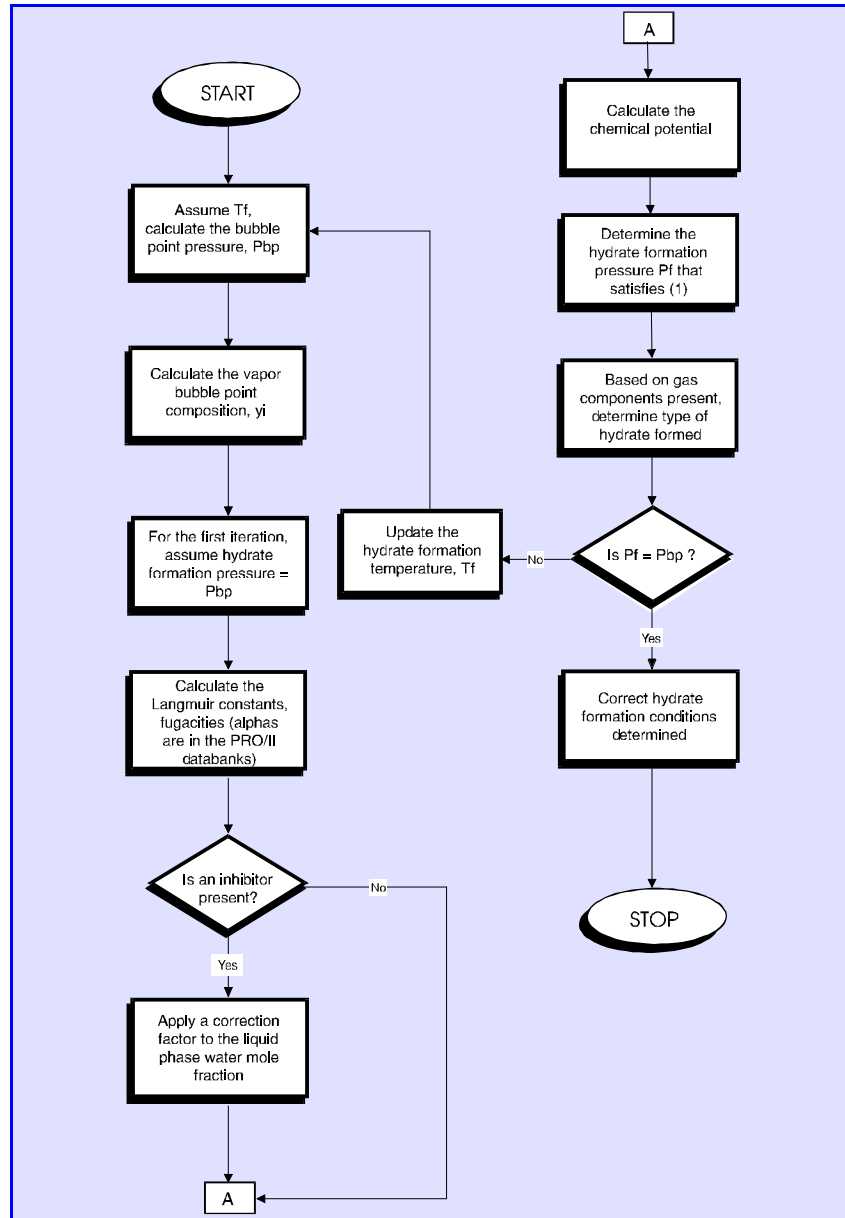 START
Assume Tf,
calculate the bubble
point pressure, Pbp
Calculate the vapor
bubble point
composition, yi
For the first iteration,
assume hydrate
formation pressure =
Pbp
Calculate the
Langmuir constants,
fugacities (alphas
are in the PRO/II
databanks)
Is an inhibitor
present?
No
Yes
Apply a correction
factor to the liquid
phase water mole
fraction
A
A
Calculate the
chemical potential
Determine the
hydrate formation
pressure Pf that
satisfies (1)
Based on gas
components present,
determine type of
hydrate formed
Is Pf = Pbp ?
No
Update the
hydrate formation
temperature, Tf
Yes
Correct hydrate
formation conditions
determined
STOP